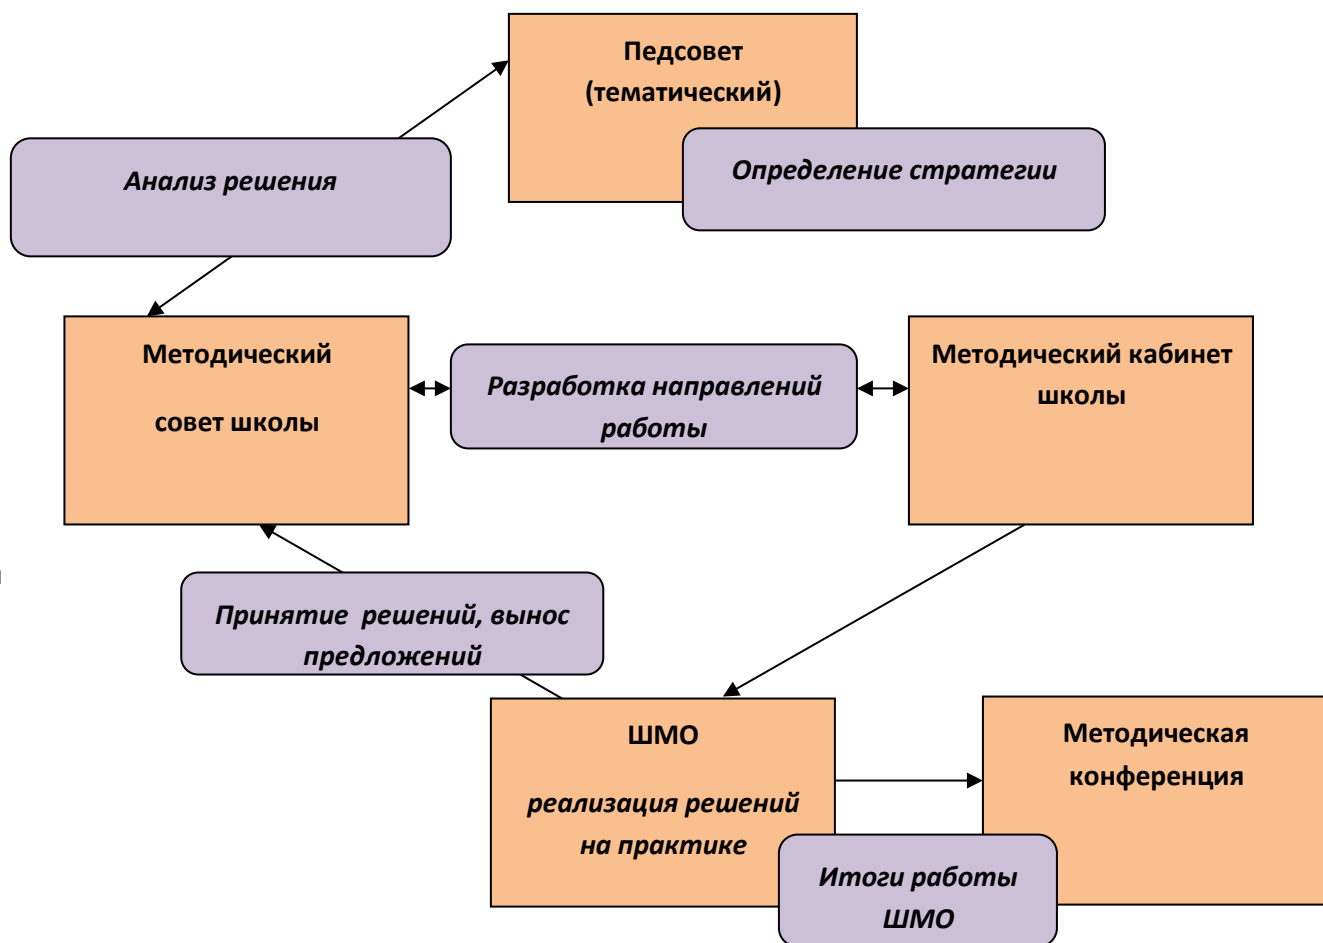 Педсовет
(тематический)
Анализ решения
Определение стратегии
Методический
совет школы
Разработка направлений
работы
Методический кабинет
школы
Принятие  решений, вынос
предложений
ШМО
реализация решений
на практике
Методическая
конференция
Итоги работы
ШМО